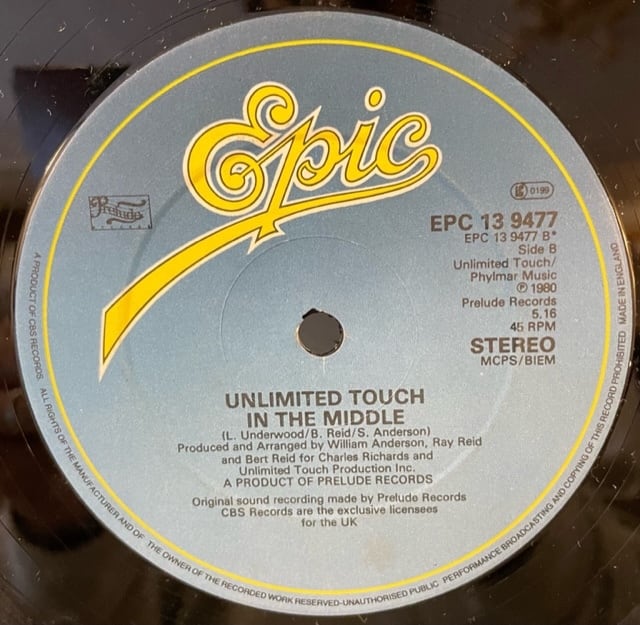 Epic
Prelude
RECORDS
K 0199
EPC 13 9477
EPC 13 9477 B*
Side B
Unlimited Touch/
Phylmar Music
℗ 1980
Prelude Records
5.16
45 RPM
STEREO
MCPS/BIEM
UNLIMITED TOUCH
IN THE MIDDLE
(L. Underwood/B. Reid/S. Anderson)
Produced and Arranged by William Anderson, Ray Reid
and Bert Reid for Charles Richards and
Unlimited Touch Production Inc.
A PRODUCT OF PRELUDE RECORDS
Original sound recording made by Prelude Records
CBS Records are the exclusive licensees
for the UK
A PRODUCT OF CBS RECORDS. ALL RIGHTS OF THE MANUFACTURER AND OF THE OWNER OF THE RECORDED WORK RESERVED-UNAUTHORISED PUBLIC PERFORMANCE BROADCASTING AND COPYING OF THIS RECORD PROHIBITED MADE IN ENGLAND